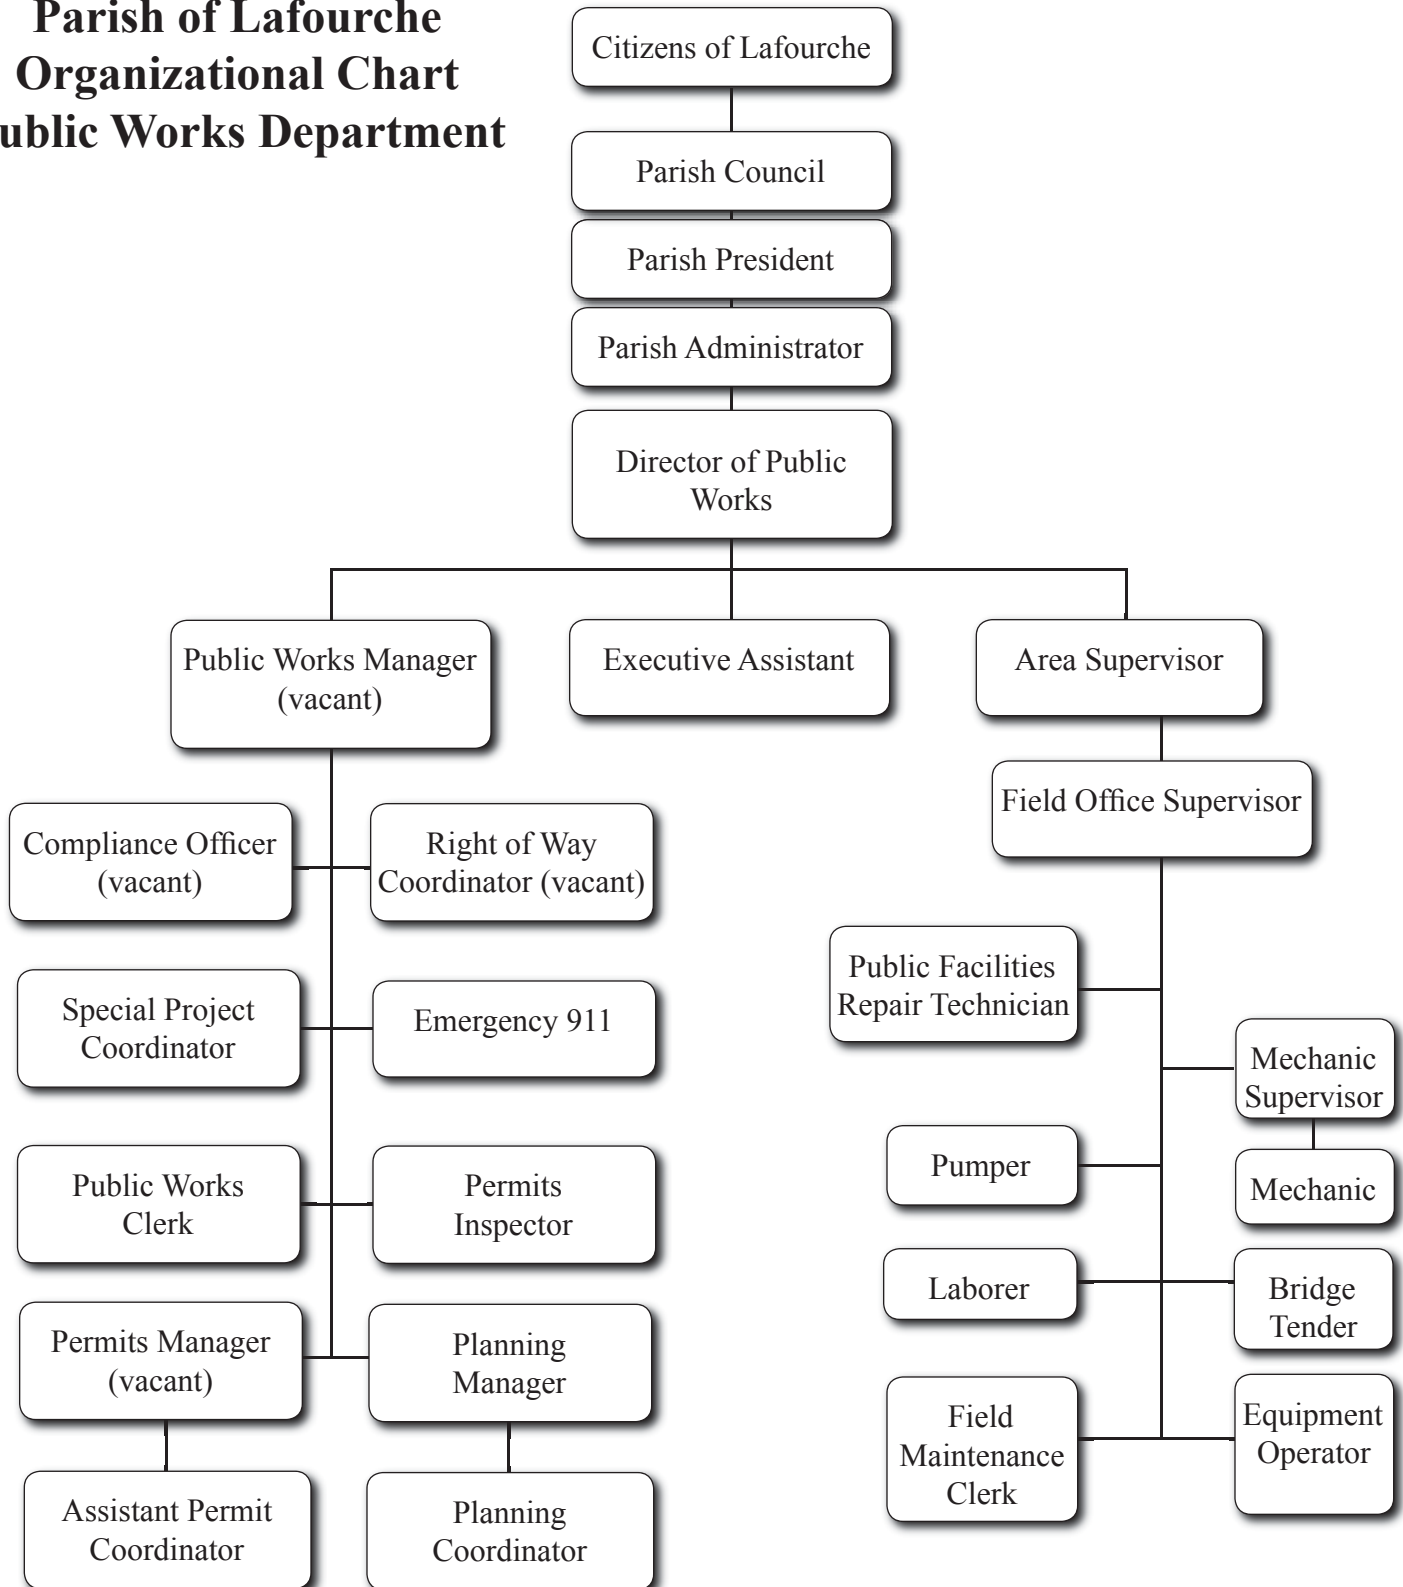 Parish of Lafourche
Organizational Chart
ublic Works Department
Citizens of Lafourche
Parish Council
Parish President
Parish Administrator
Director of Public
Works
Public Works Manager
(vacant)
Executive Assistant
Area Supervisor
Field Office Supervisor
Compliance Officer
(vacant)
Right of Way
Coordinator (vacant)
Special Project
Coordinator
Emergency 911
Public Works
Clerk
Permits
Inspector
Permits Manager
(vacant)
Planning
Manager
Assistant Permit
Coordinator
Planning
Coordinator
Public Facilities
Repair Technician
Mechanic
Supervisor
Pumper
Mechanic
Laborer
Bridge
Tender
Field
Maintenance
Clerk
Equipment
Operator